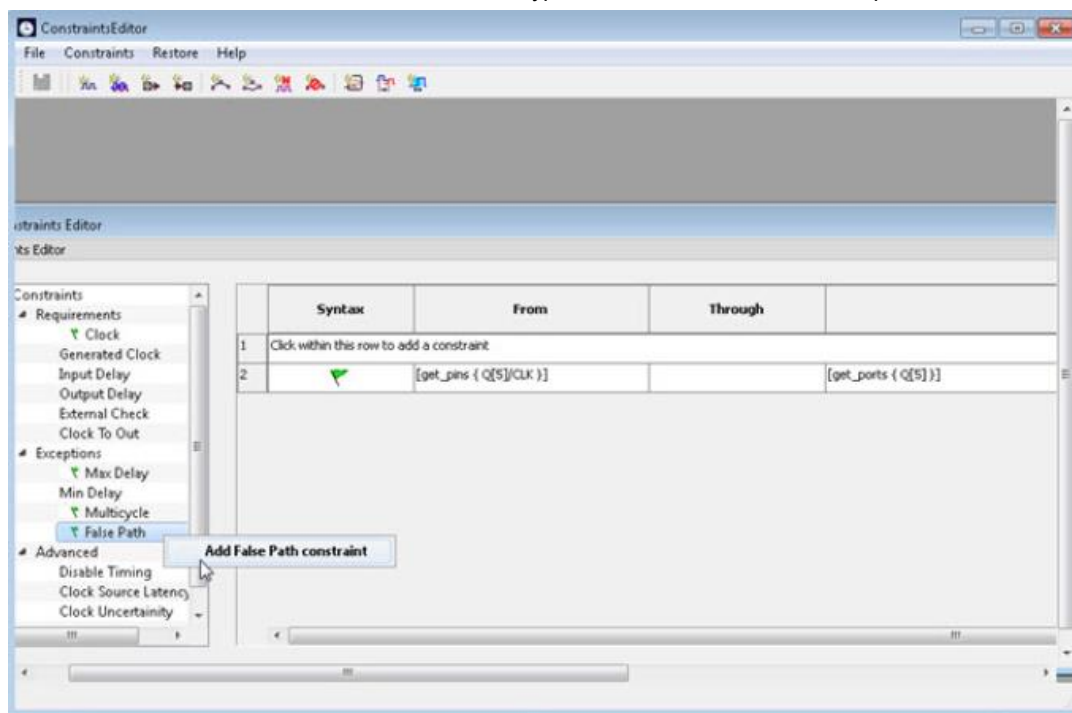 ConstraintsEditor
File Constraints Restore Help
straints Editor
nts Editor
Constraints
Requirements
Clock
Generated Clock
Input Delay
Output Delay
External Check
Clock To Out
Exceptions
Max Delay
Min Delay
Multicycle
False Path
Add False Path constraint
Advanced
Disable Timing
Clock Source Latency
Clock Uncertainity
Syntax From Through
1 Click within this row to add a constraint
2 [get_pins { Q[5]/CLK }] [get_ports { Q[5] }]